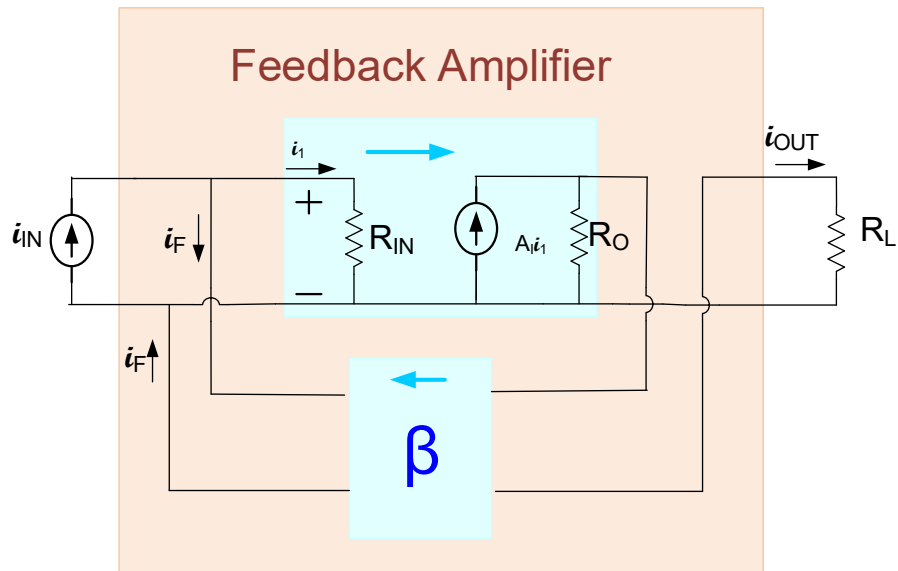 Feedback Amplifier
i1
iOUT
+
iIN
iF
RIN
AIi1
RO
RL
−
iF
β